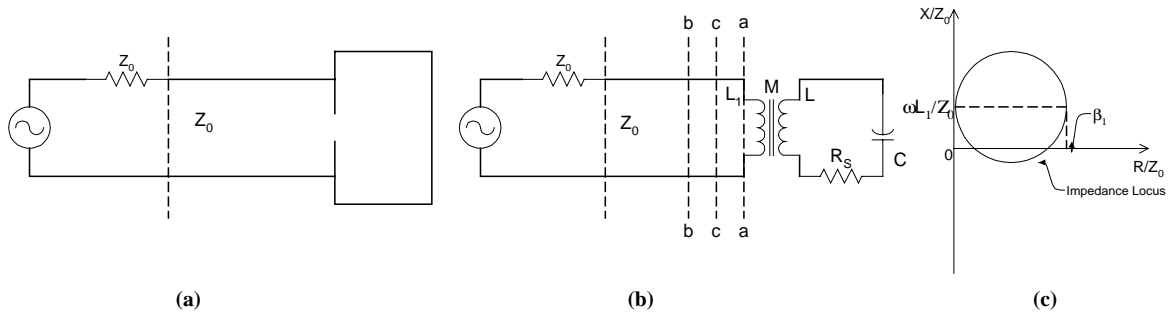 Z0
Z0
(a)
b c a
Z0
M
L1
L
Z0
RS
C
b c a
(b)
X/Z0
ωL1/Z0
β1
0
R/Z0
Impedance Locus
(c)